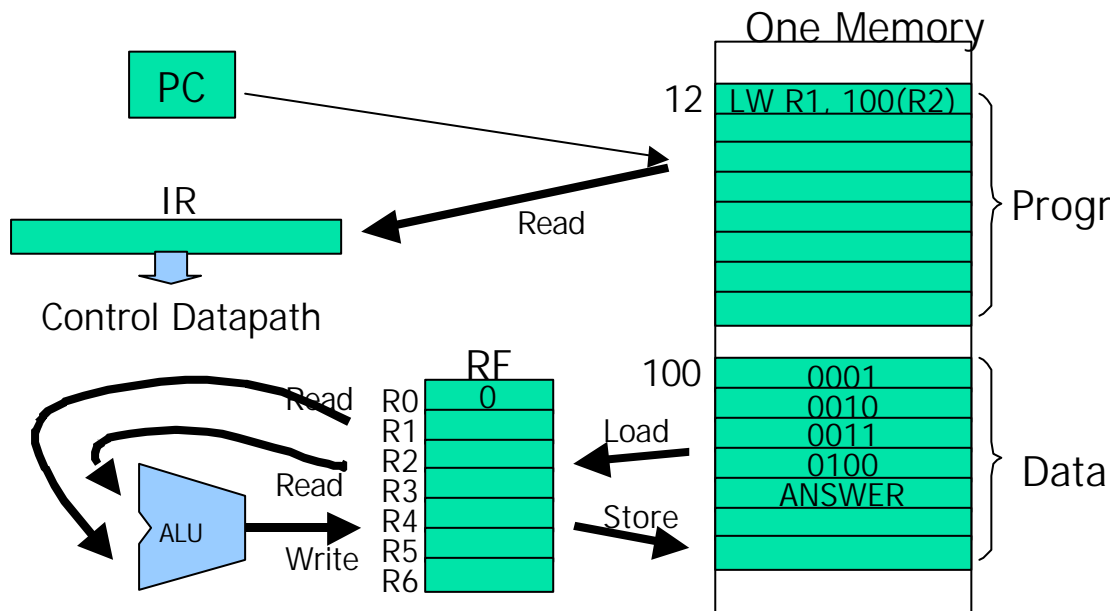 One Memory
PC
12
LW R1, 100(R2)
IR
Read
Progr
Control Datapath
RF
100
0001
Read
R0
0
0010
R1
Load
0011
R2
0100
Data
Read
R3
ANSWER
ALU
R4
Store
Write
R5
R6